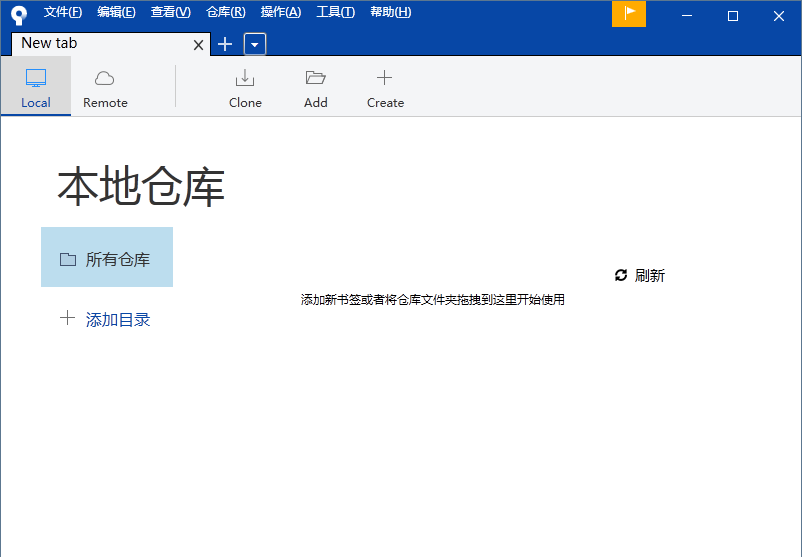 文件(F) 编辑(E) 查看(V) 仓库(R) 操作(A) 工具(T) 帮助(H)
New tab
Local Remote Clone Add Create
本地仓库
所有仓库
刷新
添加新书签或者将仓库文件夹拖拽到这里开始使用
添加目录